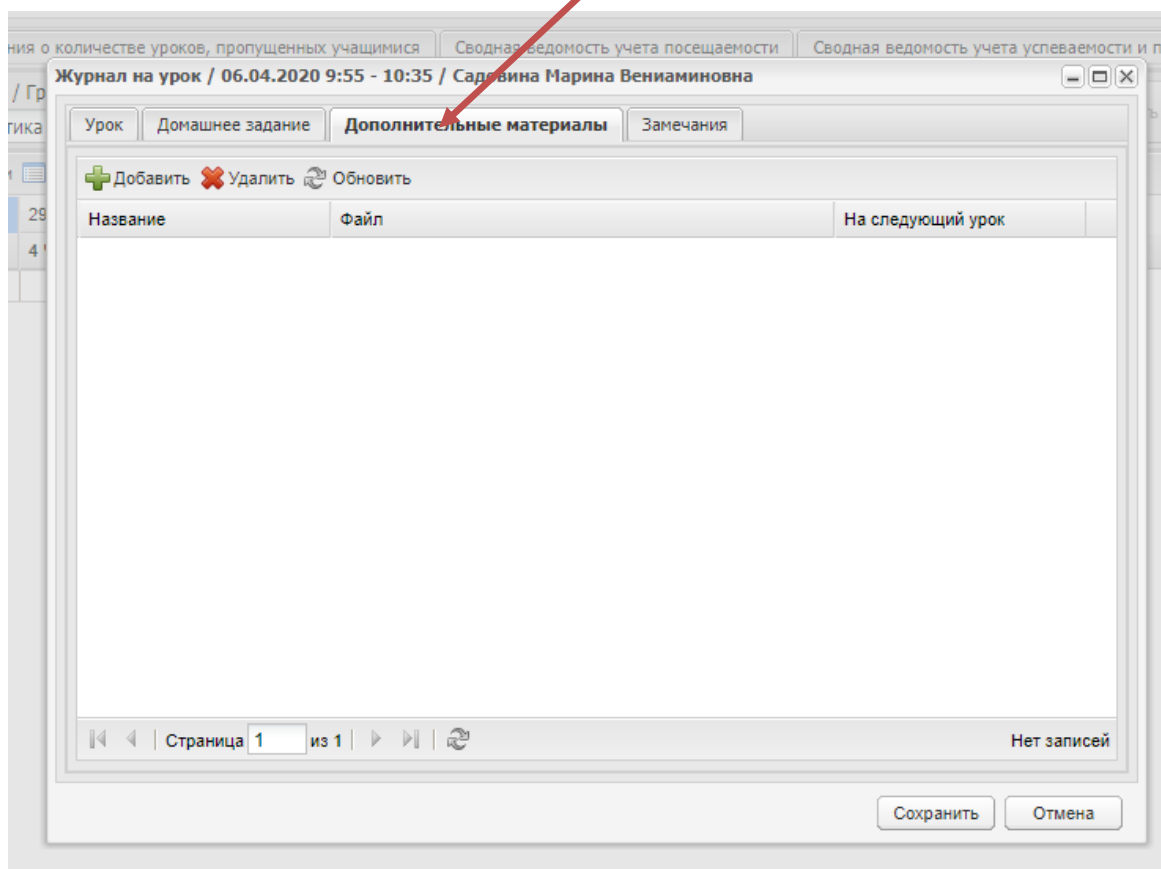 ния о количестве уроков, пропущенных учащимися Сводная ведомость учета посещаемости Сводная ведомость учета успеваемости и п
Журнал на урок / 06.04.2020 9:55 - 10:35 / Садовина Марина Вениаминовна
/ Гр
тика
Урок Домашнее задание Дополнительные материалы Замечания
Добавить Удалить Обновить
29
Название Файл На следующий урок
4
Страница 1 из 1 Нет записей
Сохранить Отмена